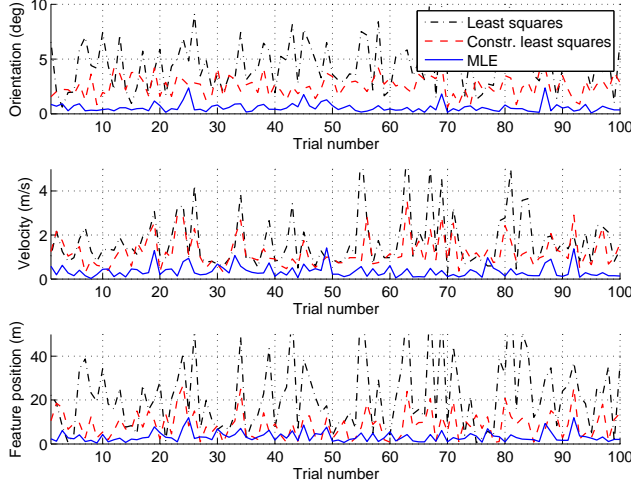 10
5
0
Orientation (deg)
Least squares
Constr. least squares
MLE
10 20 30 40 50 60 70 80 90 100
Trial number
4
2
0
Velocity (m/s)
10 20 30 40 50 60 70 80 90 100
Trial number
40
20
0
Feature position (m)
10 20 30 40 50 60 70 80 90 100
Trial number